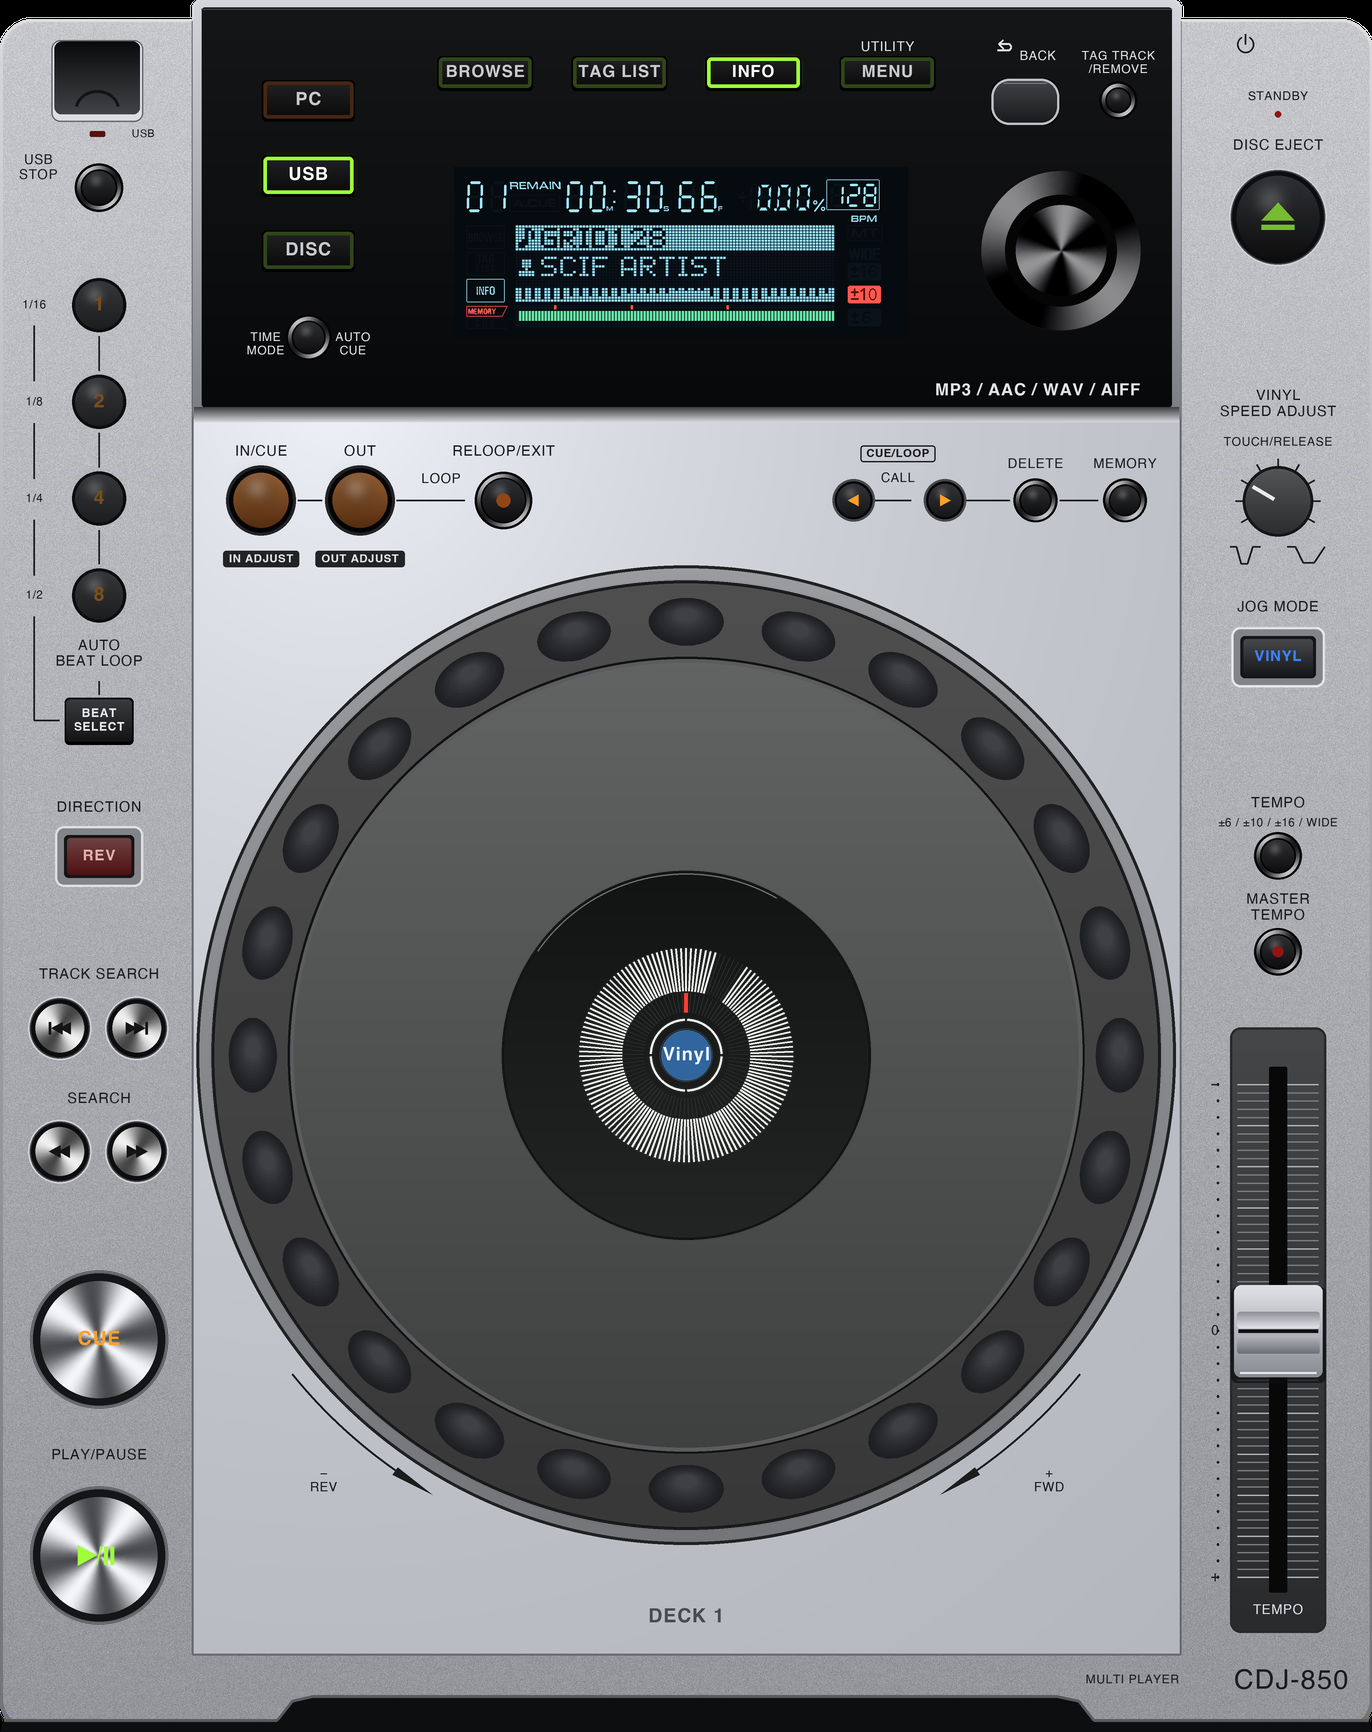 USB
USB
STOP
PC
USB
DISC
TIME
MODE
AUTO
CUE
BROWSE
TAG LIST
INFO
UTILITY
MENU
BACK
TAG TRACK
/REMOVE
01 REMAIN 00M:30S66F 0.00% 128
BPM
GRID128
SCIF ARTIST
INFO
MEMORY
±10
MP3 / AAC / WAV / AIFF
STANDBY
DISC EJECT
VINYL
SPEED ADJUST
TOUCH/RELEASE
JOG MODE
VINYL
TEMPO
±6 / ±10 / ±16 / WIDE
MASTER
TEMPO
1/16
1
1/8
2
1/4
4
1/2
8
AUTO
BEAT LOOP
BEAT
SELECT
DIRECTION
REV
TRACK SEARCH
SEARCH
CUE
PLAY/PAUSE
IN/CUE
OUT
RELOOP/EXIT
LOOP
IN ADJUST
OUT ADJUST
CUE/LOOP
CALL
DELETE
MEMORY
Vinyl
−
REV
+
FWD
DECK 1
−
0
+
TEMPO
MULTI PLAYER
CDJ-850